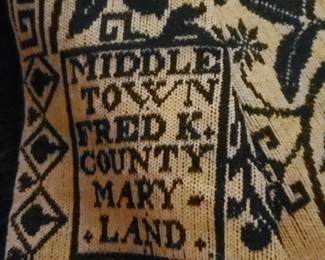 MIDDLE
TOWN
FRED K.
COUNTY
MARY-
· LAND ·